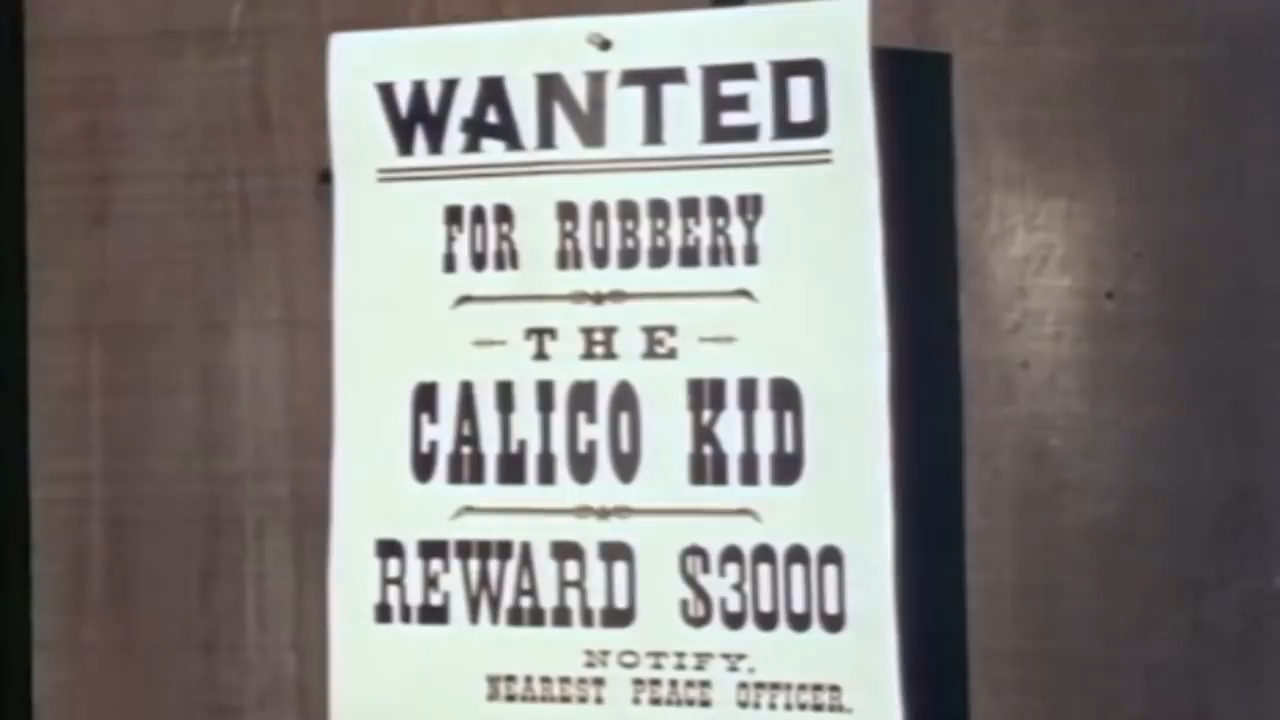 WANTED
FOR ROBBERY
-THE-
CALICO KID
REWARD $3000
NOTIFY.
NEAREST PEACE OFFICER.